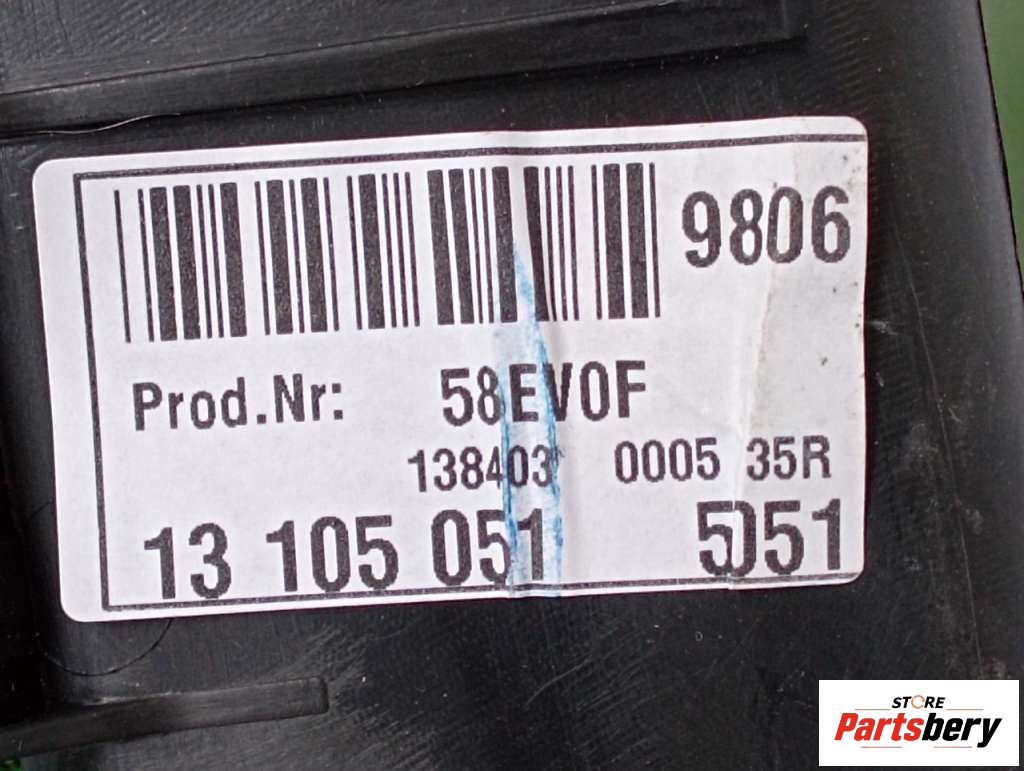 9806
Prod.Nr: 58EV0F
138403 0005 35R
13 105 051 5051
STORE
Partsbery